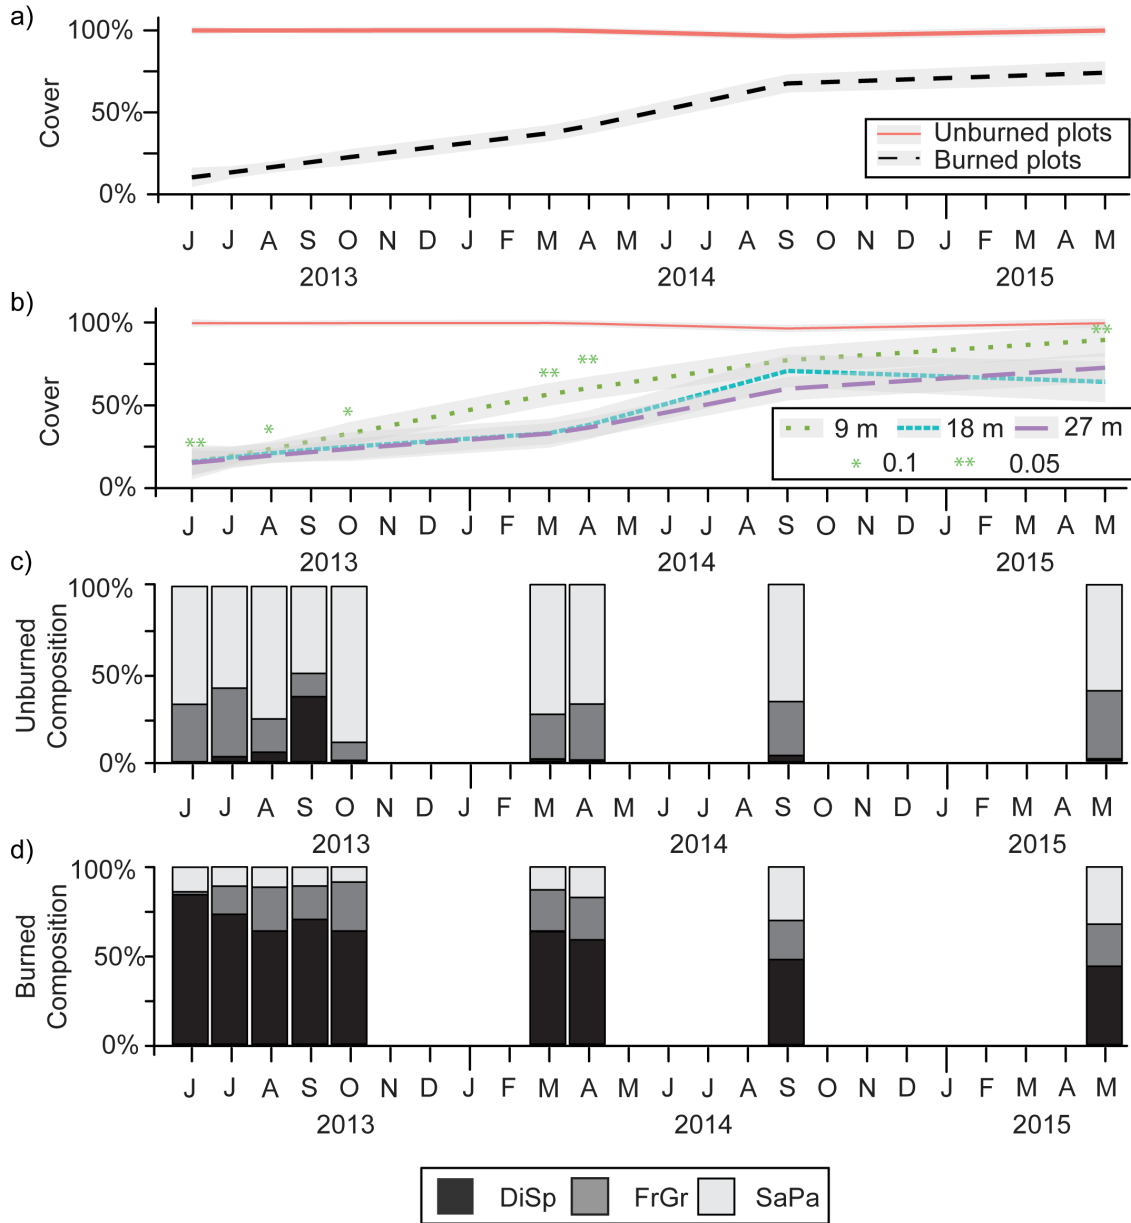 a)
100%
50%
0%
Cover
Unburned plots
Burned plots
J J A S O N D J F M A M J J A S O N D J F M A M
2013 2014 2015
b)
100%
50%
0%
Cover
** * * ** ** **
9 m 18 m 27 m
* 0.1 ** 0.05
J J A S O N D J F M A M J J A S O N D J F M A M
2013 2014 2015
c)
100%
50%
0%
Unburned
Composition
J J A S O N D J F M A M J J A S O N D J F M A M
2013 2014 2015
d)
100%
50%
0%
Burned
Composition
J J A S O N D J F M A M J J A S O N D J F M A M
2013 2014 2015
DiSp FrGr SaPa